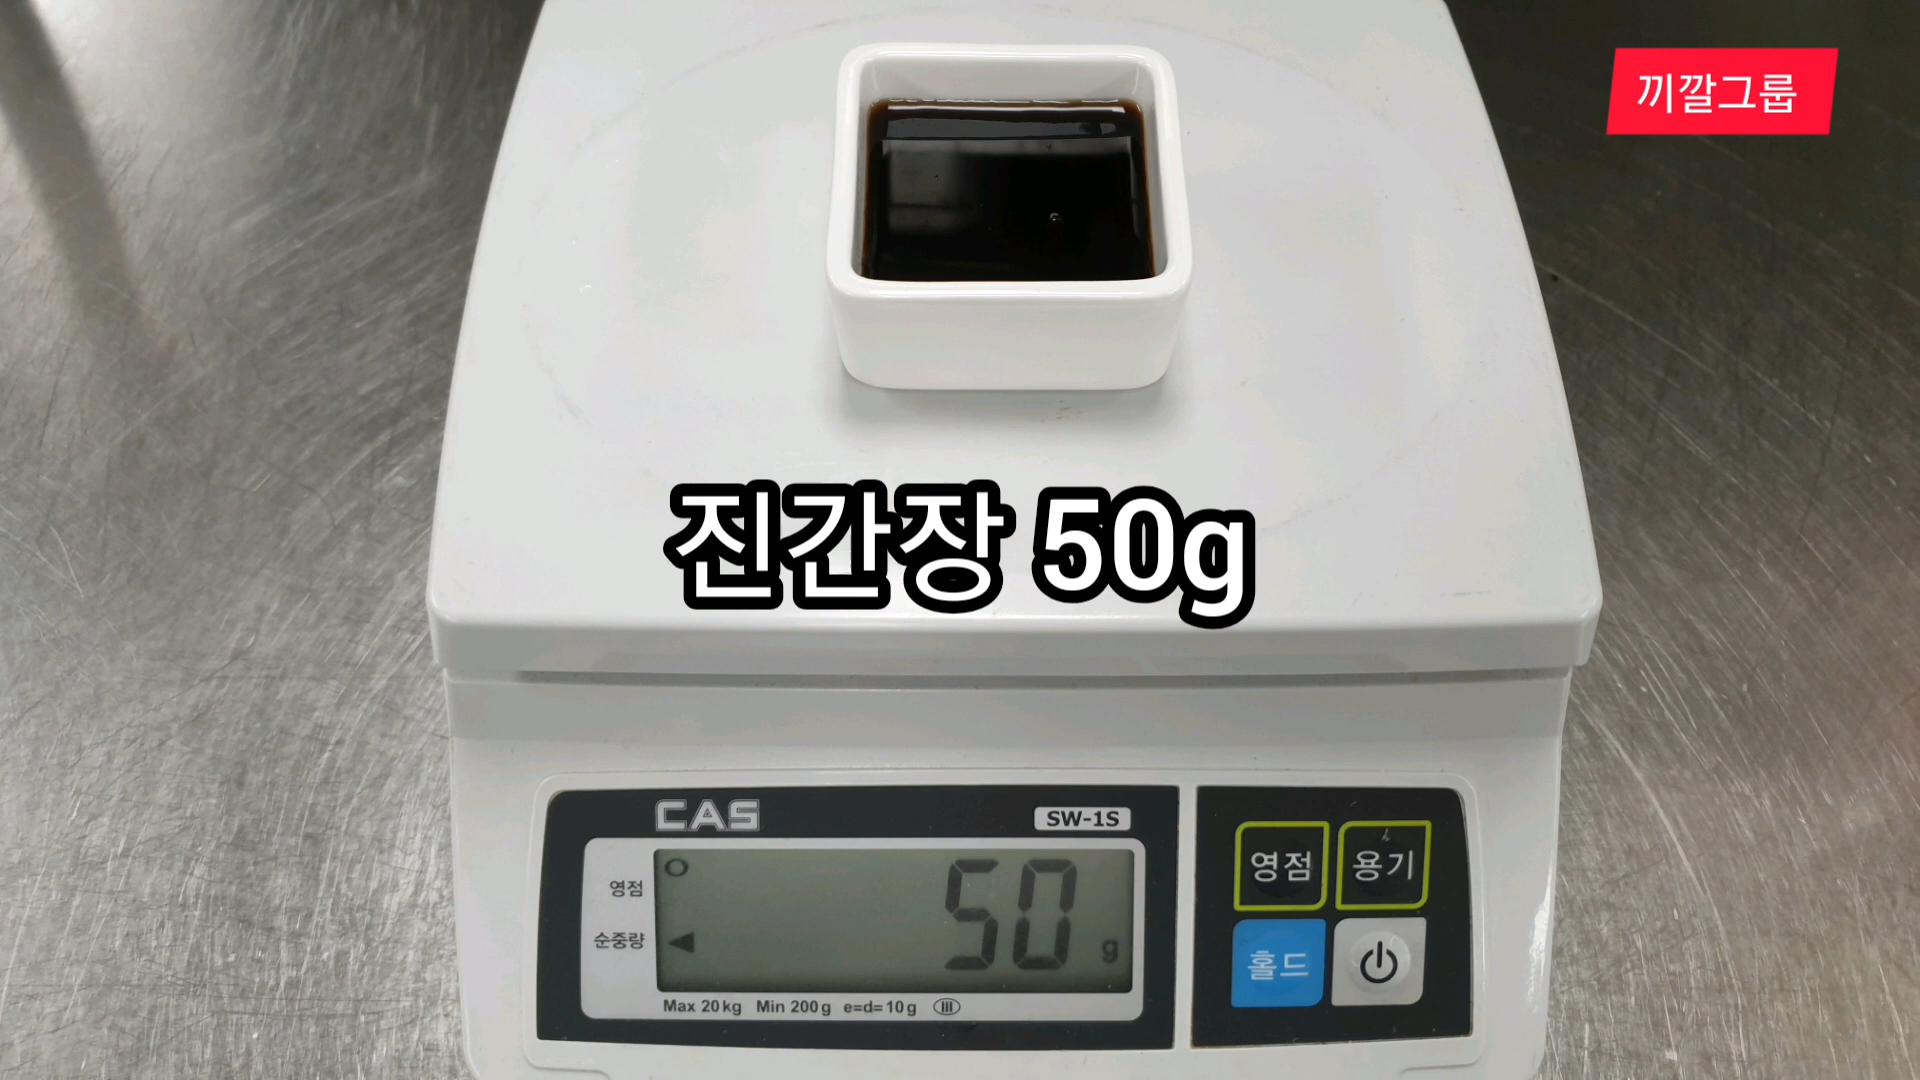 끼깔그룹
진간장 50g
CAS
SW-1S
영점
순중량
50 g
Max 20kg Min 200g e=d=10g III
영점 용기
홀드